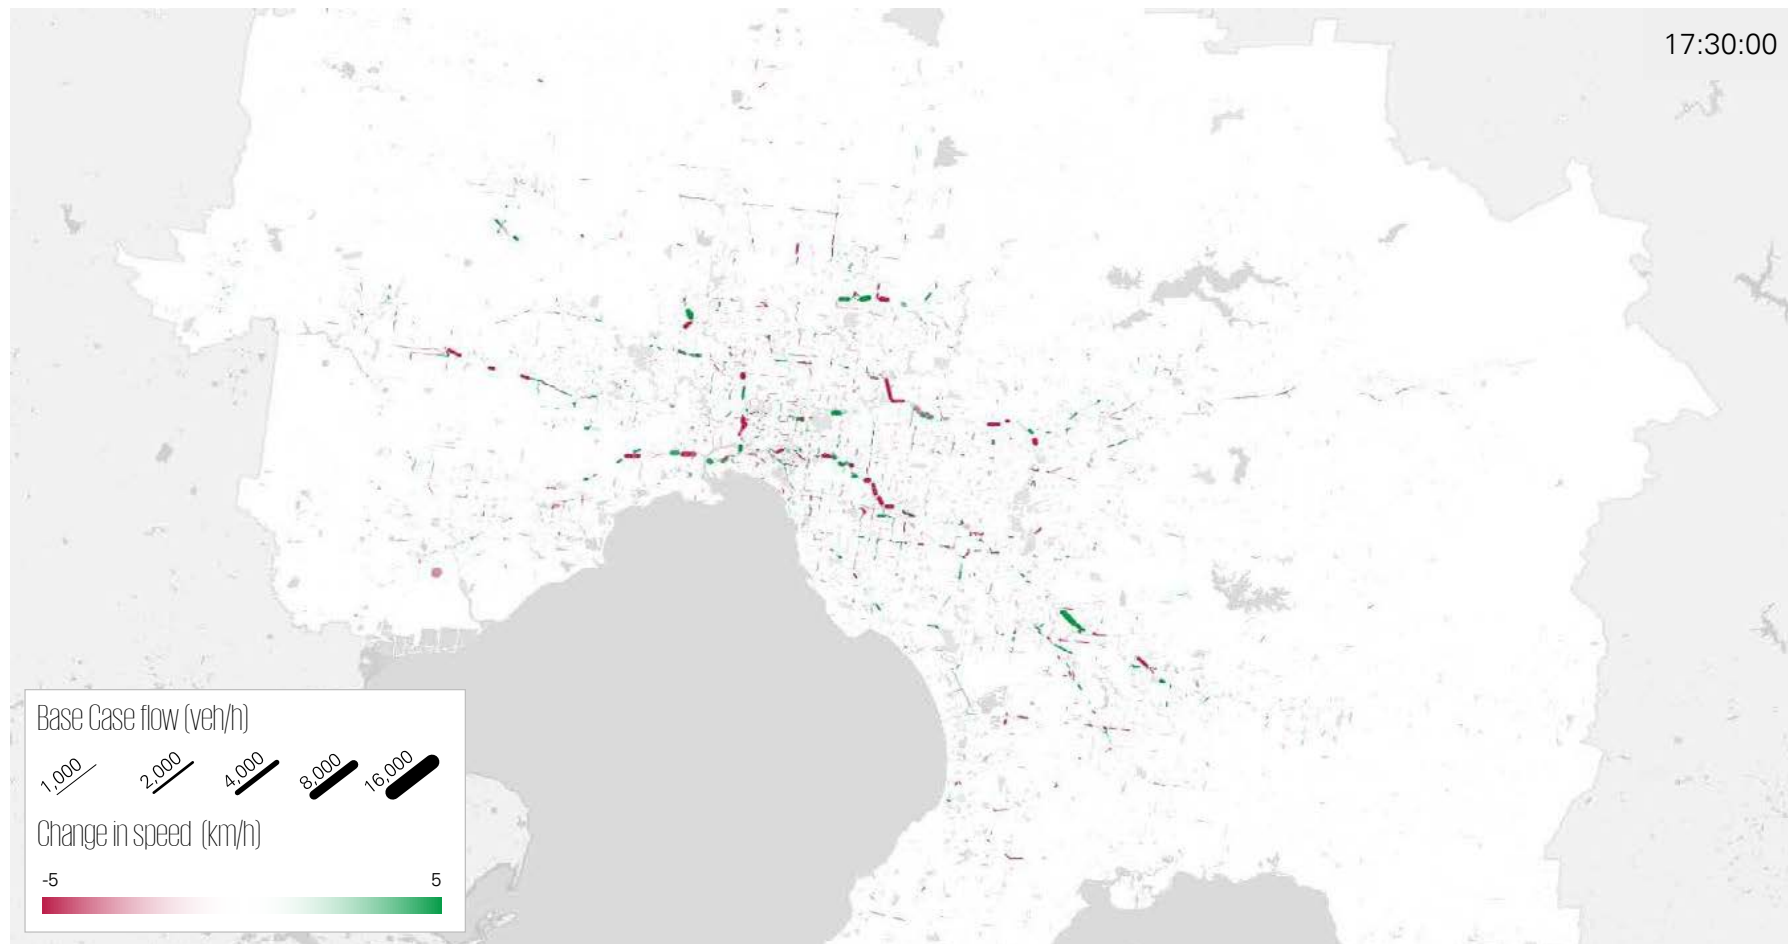 17:30:00
Base Case flow (veh/h)
1,000 2,000 4,000 8,000 16,000
Change in speed (km/h)
-5 5